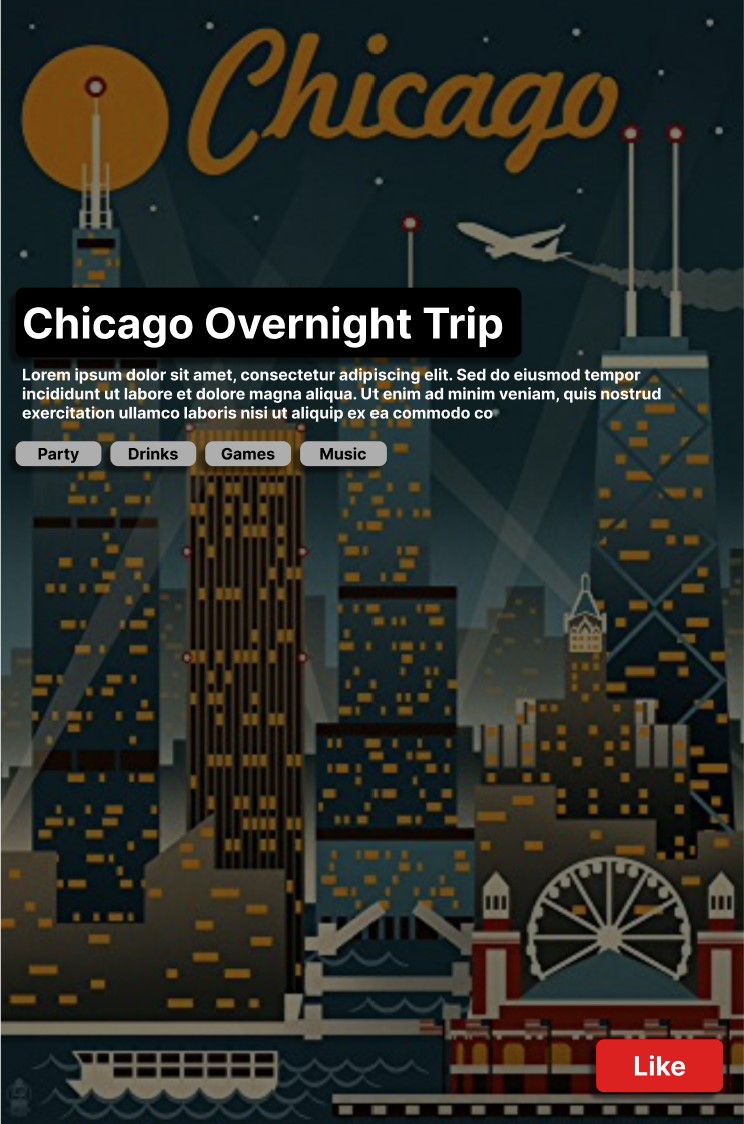 Chicago
Chicago Overnight Trip
Lorem ipsum dolor sit amet, consectetur adipiscing elit. Sed do eiusmod tempor
incididunt ut labore et dolore magna aliqua. Ut enim ad minim veniam, quis nostrud
exercitation ullamco laboris nisi ut aliquip ex ea commodo co
Party Drinks Games Music
Like